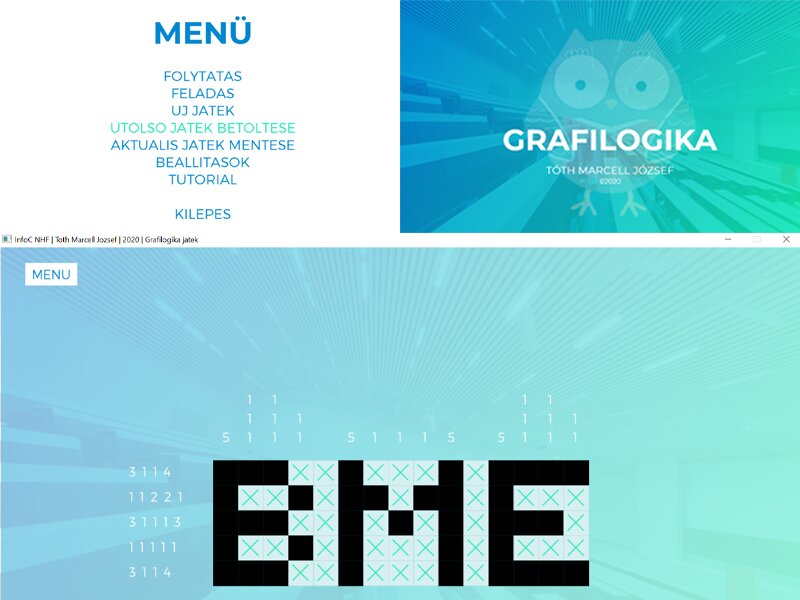 MENÜ
FOLYTATAS
FELADAS
UJ JATEK
UTOLSO JATEK BETOLTESE
AKTUALIS JATEK MENTESE
BEALLITASOK
TUTORIAL
KILEPES
GRAFILOGIKA
TÓTH MARCELL JÓZSEF
©2020
InfoC NHF | Toth Marcell Jozsef | 2020 | Grafilogika jatek
MENU
1 1 1 1
1 1 1 1 1 1
5 1 1 1 5 1 1 1 5 5 1 1 1
3 1 1 4
1 1 2 2 1
3 1 1 1 3
1 1 1 1 1
3 1 1 4